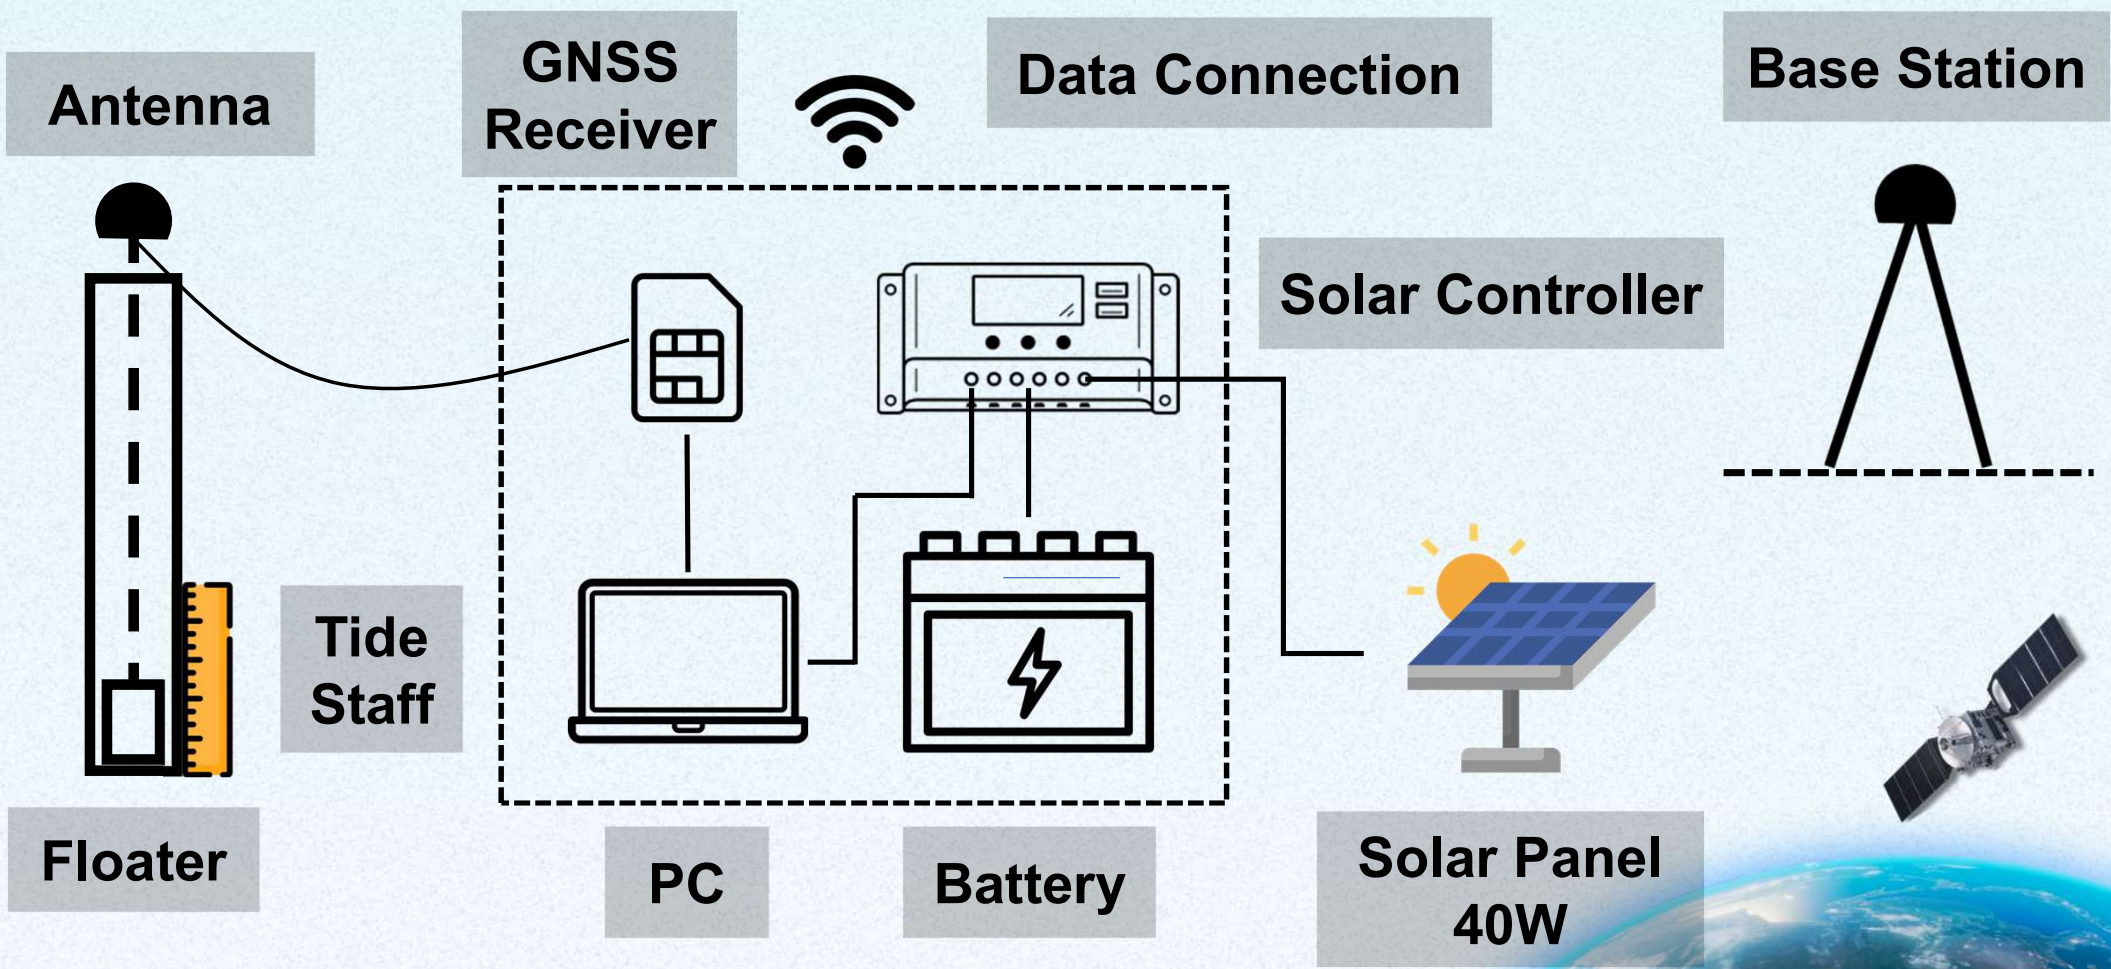 Antenna
GNSS
Receiver
Data Connection
Base Station
Solar Controller
Tide
Staff
Floater
PC
Battery
Solar Panel
40W